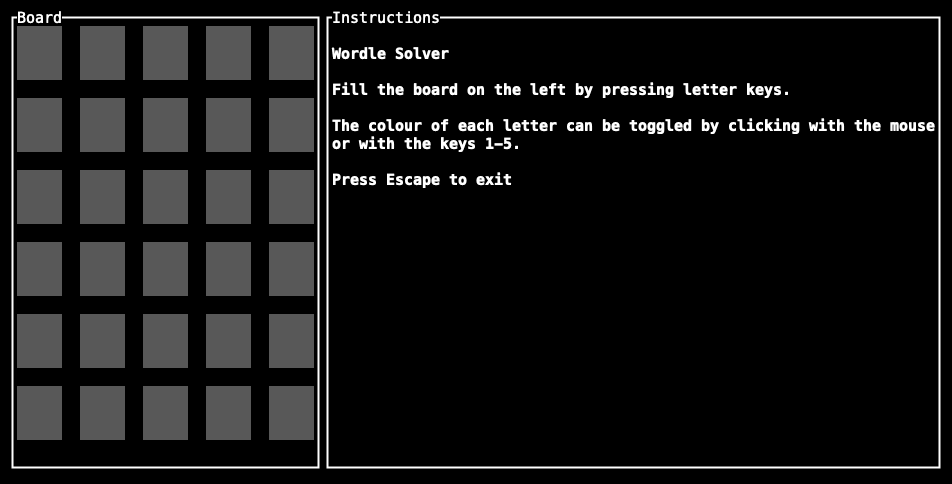 Board
Instructions
Wordle Solver
Fill the board on the left by pressing letter keys.
The colour of each letter can be toggled by clicking with the mouse
or with the keys 1–5.
Press Escape to exit